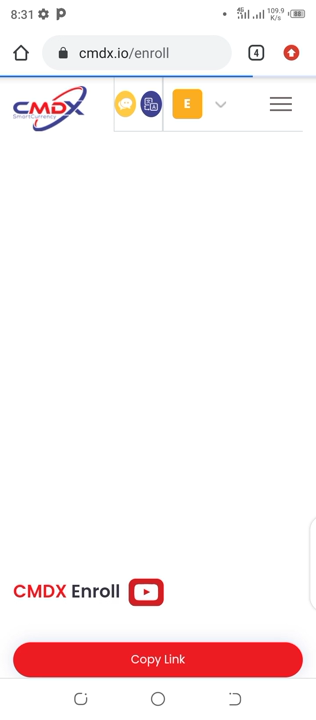 8:31
4G
109.9
K/s
88
cmdx.io/enroll
4
CMDX
SmartCurrency
E
CMDX Enroll
Copy Link